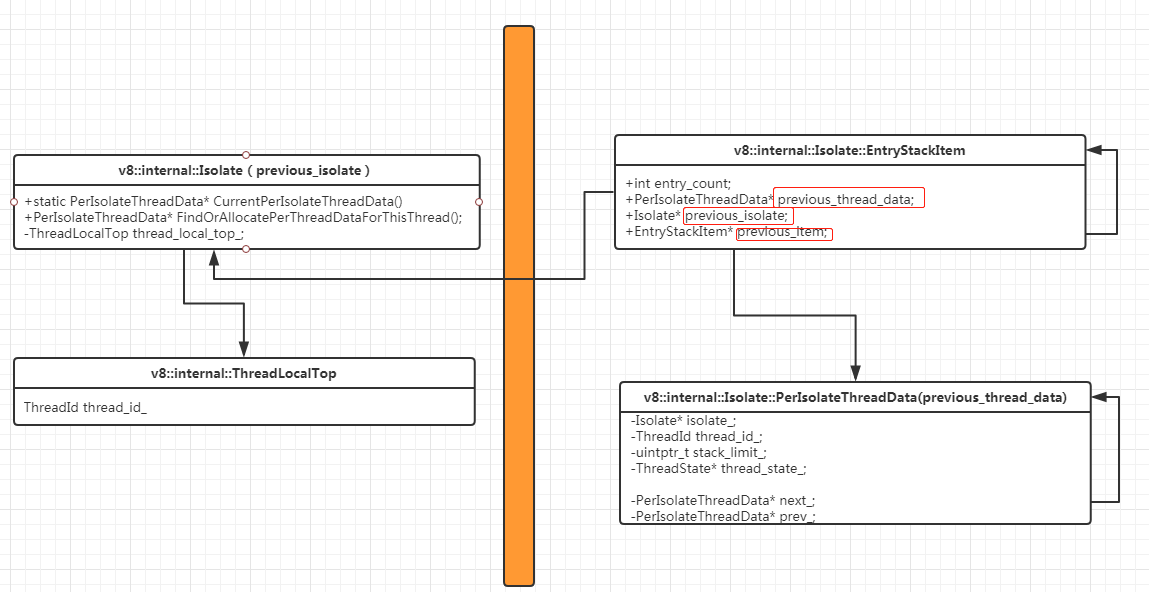 v8::internal::Isolate ( previous_isolate )
+static PerIsolateThreadData* CurrentPerIsolateThreadData()
+PerIsolateThreadData* FindOrAllocatePerThreadDataForThisThread();
-ThreadLocalTop thread_local_top_;
v8::internal::ThreadLocalTop
ThreadId thread_id_
v8::internal::Isolate::EntryStackItem
+int entry_count;
+PerIsolateThreadData* previous_thread_data;
+Isolate* previous_isolate;
+EntryStackItem* previous_item;
v8::internal::Isolate::PerIsolateThreadData(previous_thread_data)
-Isolate* isolate_;
-ThreadId thread_id_;
-uintptr_t stack_limit_;
-ThreadState* thread_state_;
-PerIsolateThreadData* next_;
-PerIsolateThreadData* prev_;